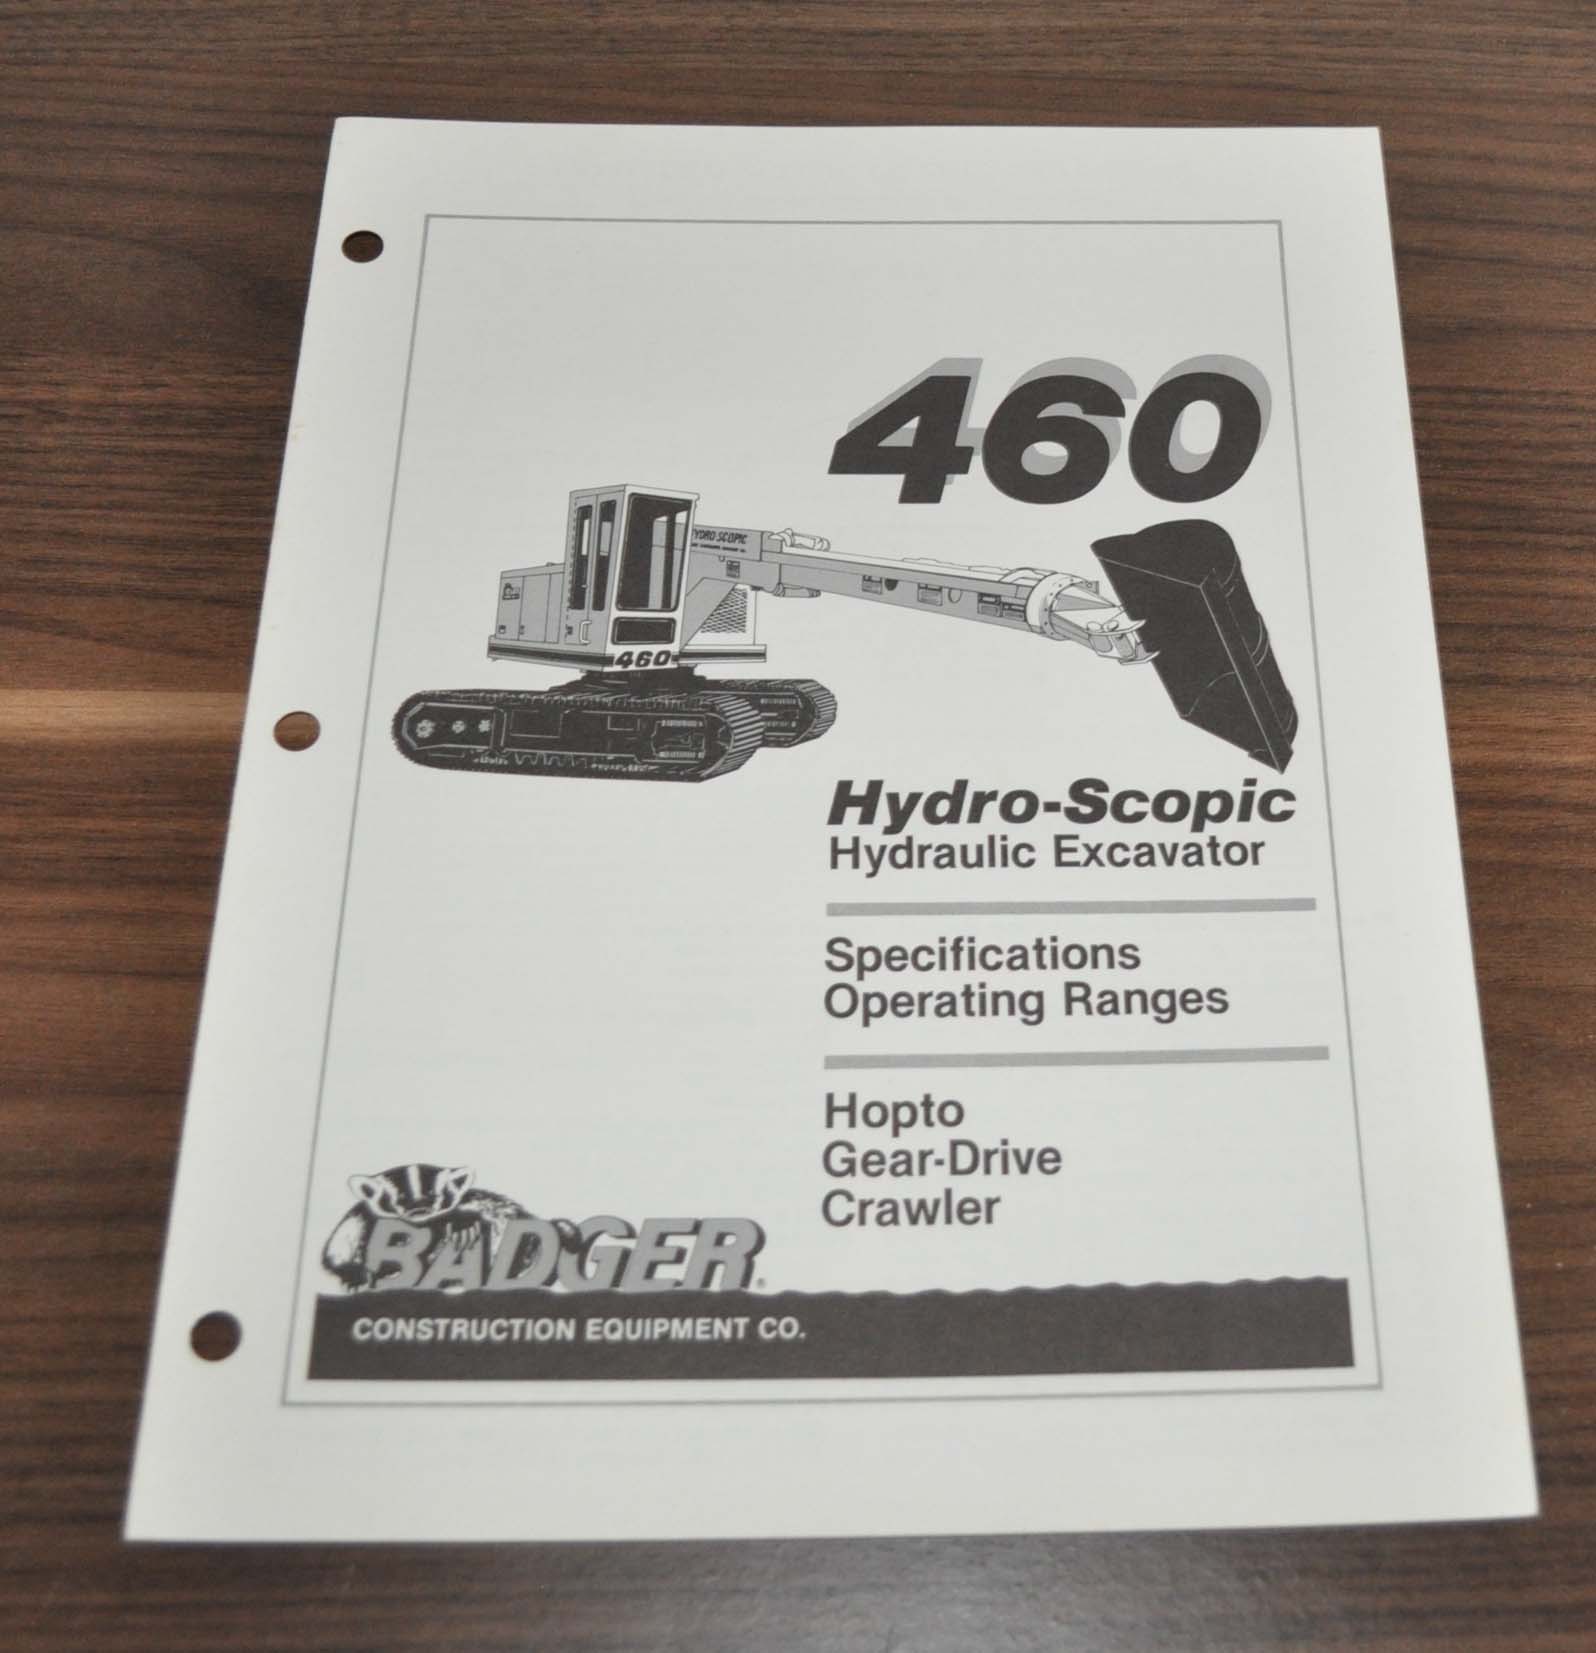 460
HYDRO-SCOPIC
460
Hydro-Scopic
Hydraulic Excavator
Specifications
Operating Ranges
Hopto
Gear-Drive
Crawler
BADGER®
CONSTRUCTION EQUIPMENT CO.